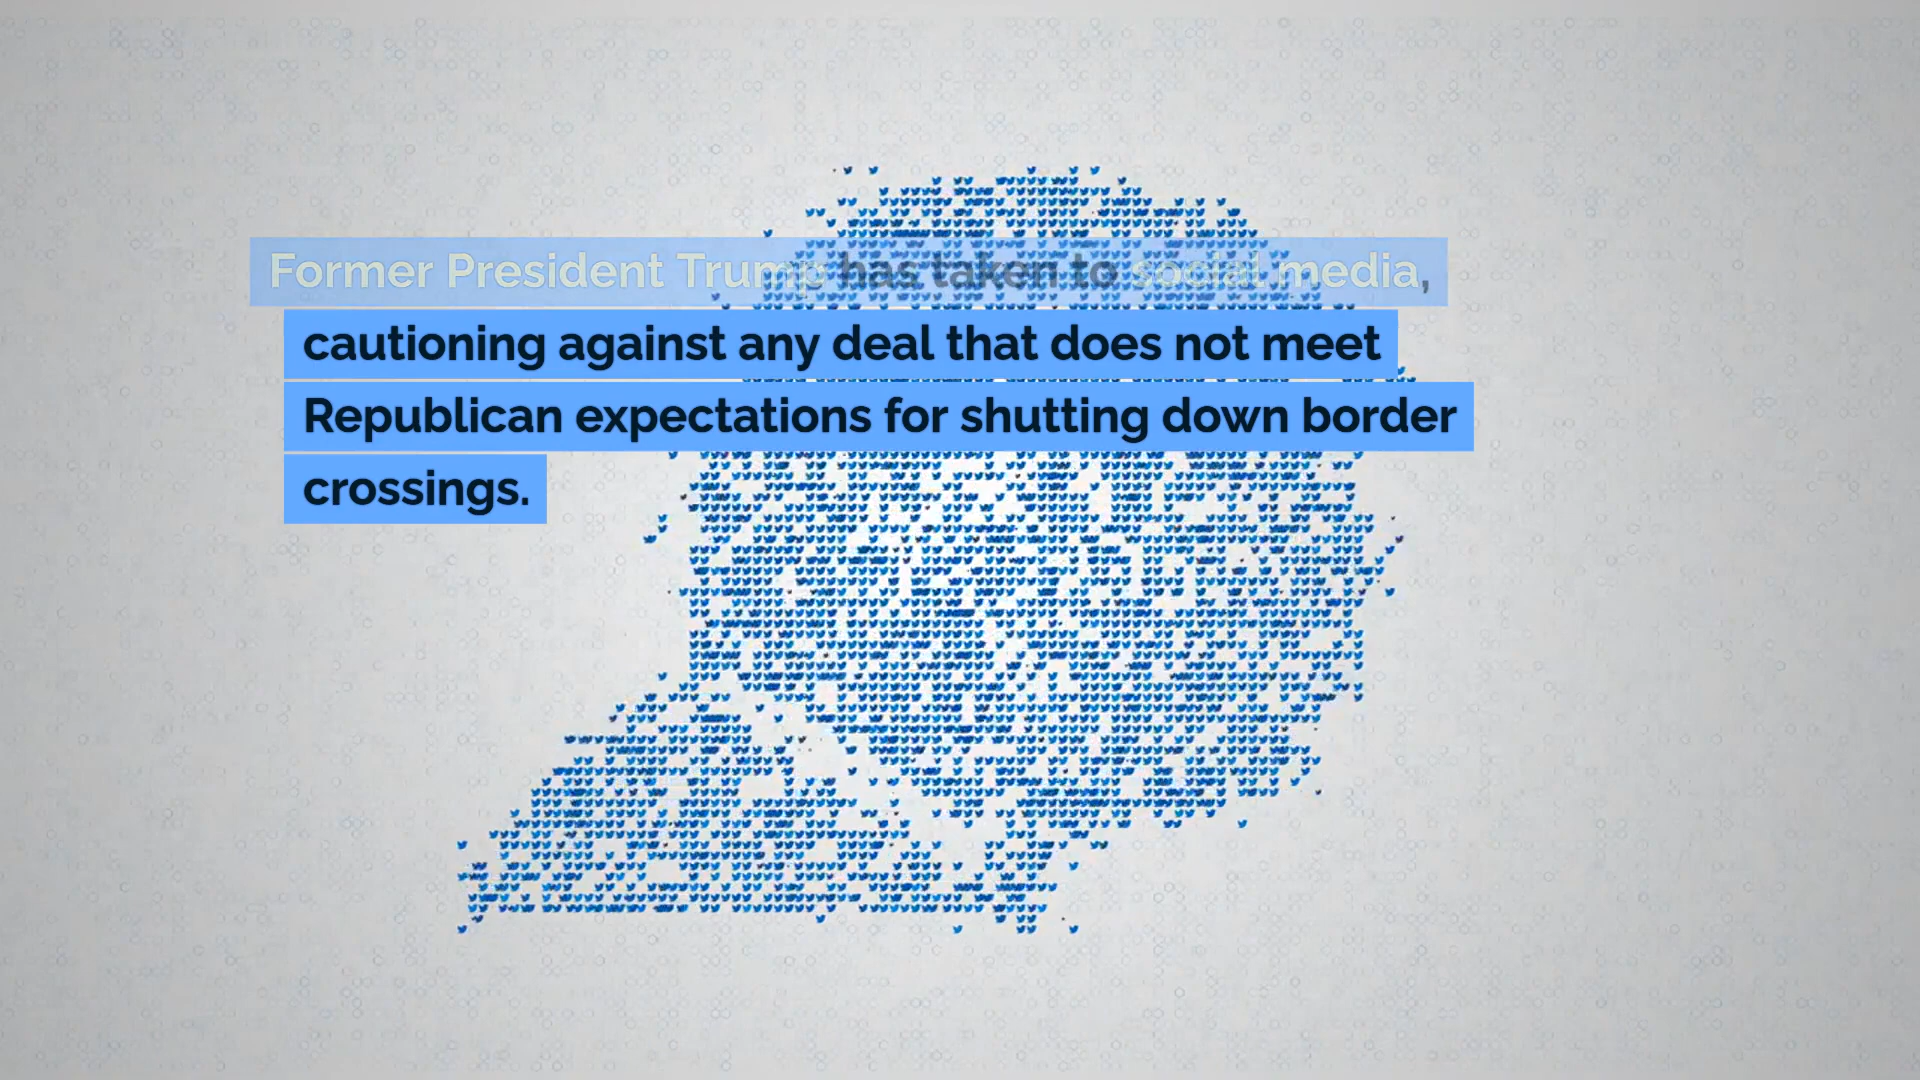 Former President Trump has taken to social media,
cautioning against any deal that does not meet
Republican expectations for shutting down border
crossings.